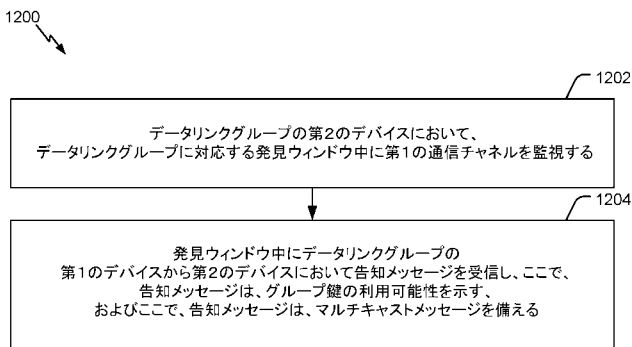 1200
1202
データリンクグループの第2のデバイスにおいて、
データリンクグループに対応する発見ウィンドウ中に第1の通信チャネルを監視する
1204
発見ウィンドウ中にデータリンクグループの
第1のデバイスから第2のデバイスにおいて告知メッセージを受信し、ここで、
告知メッセージは、グループ鍵の利用可能性を示す、
およびここで、告知メッセージは、マルチキャストメッセージを備える